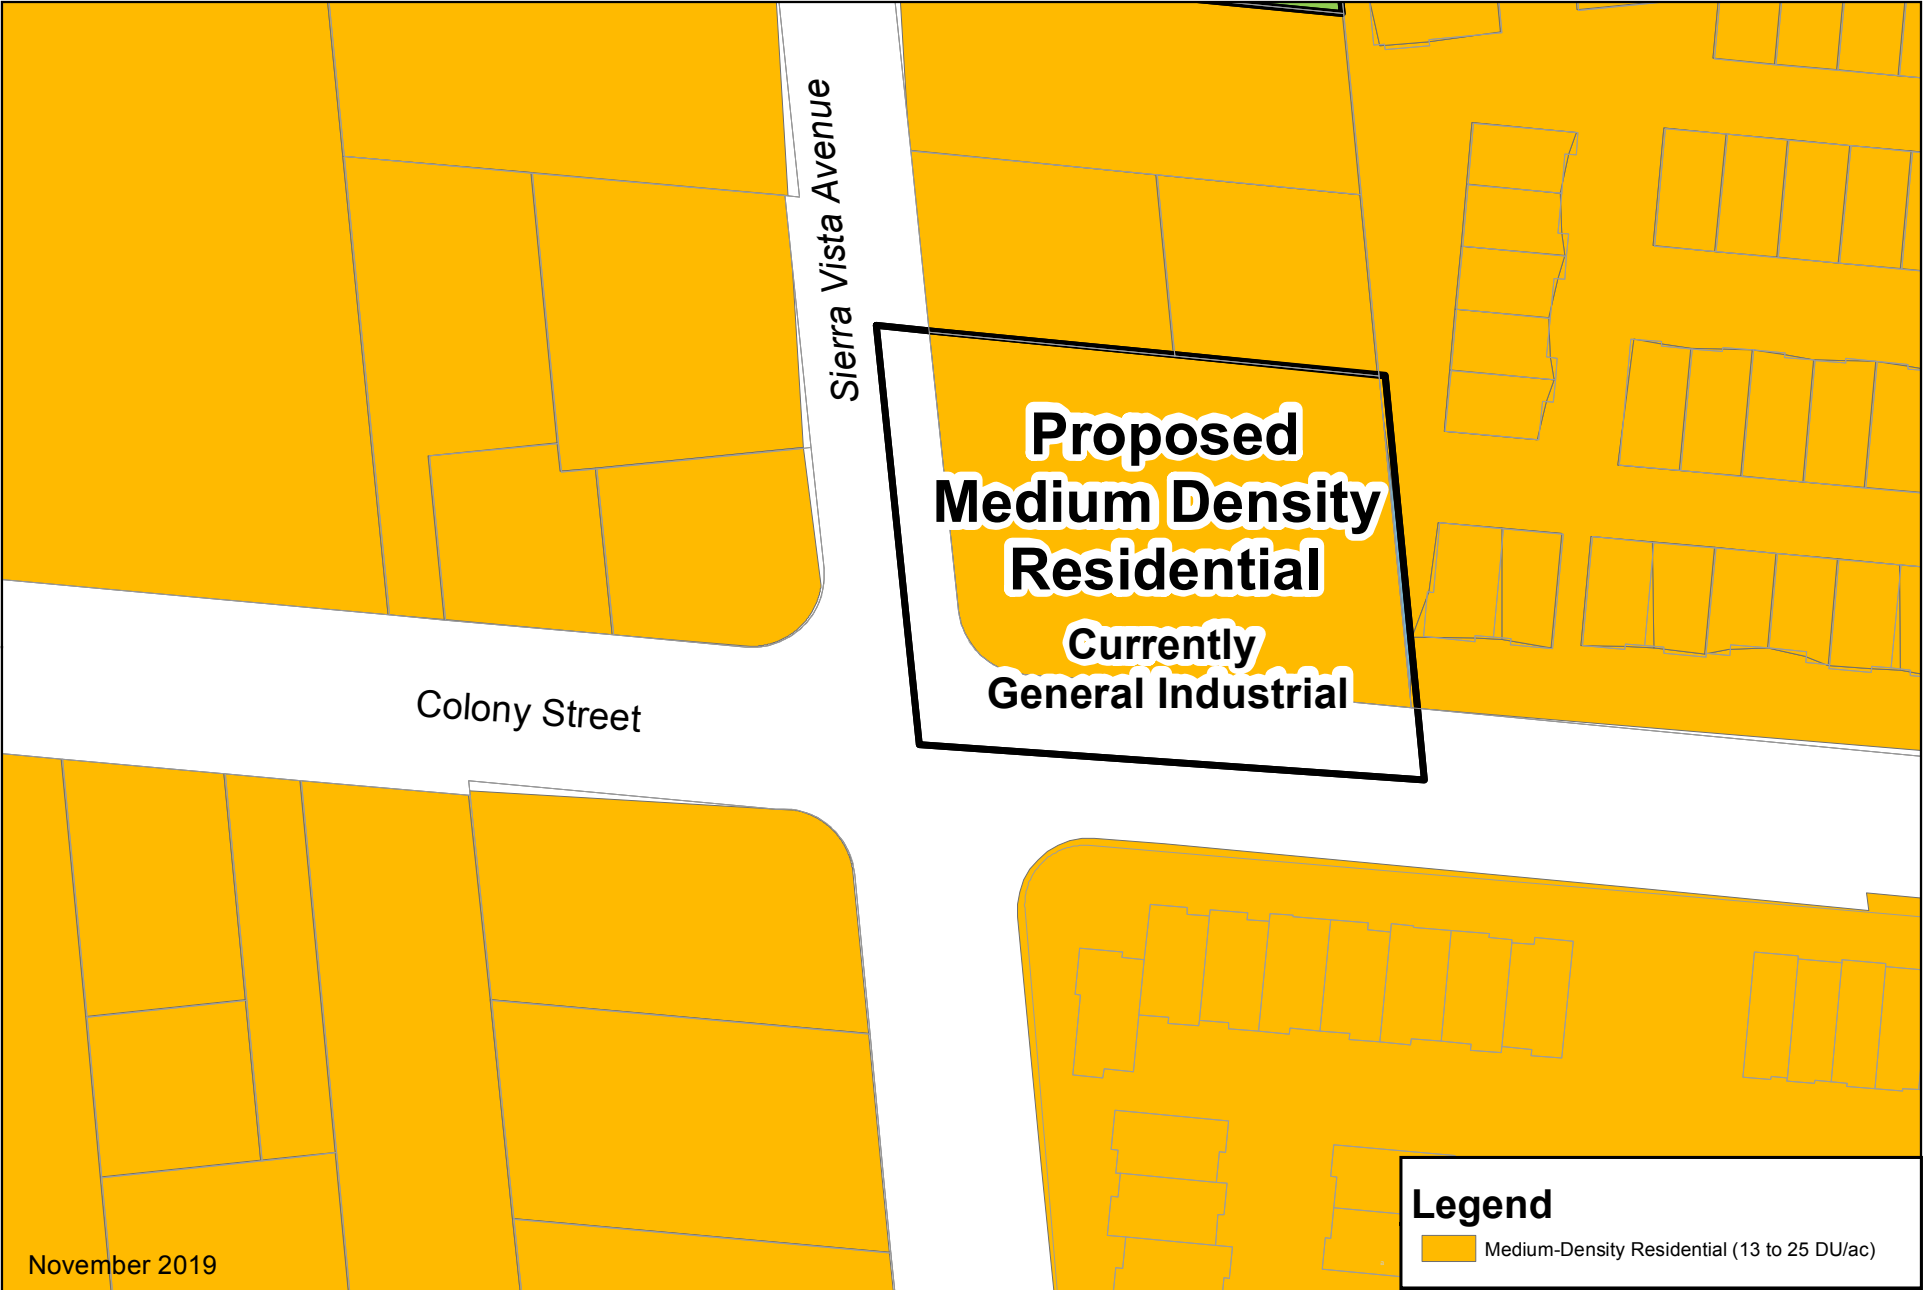 Sierra Vista Avenue
Proposed
Medium Density
Residential
Currently
General Industrial
Colony Street
Legend
Medium-Density Residential (13 to 25 DU/ac)
November 2019